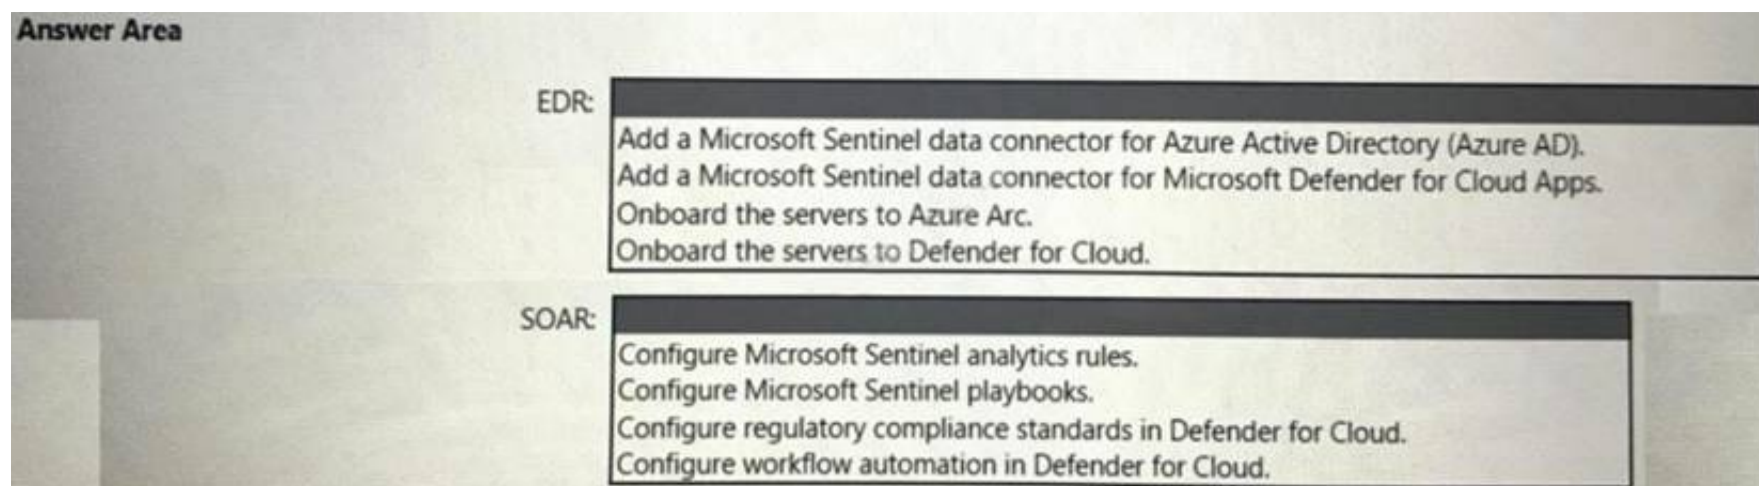 Answer Area
EDR:
Add a Microsoft Sentinel data connector for Azure Active Directory (Azure AD).
Add a Microsoft Sentinel data connector for Microsoft Defender for Cloud Apps.
Onboard the servers to Azure Arc.
Onboard the servers to Defender for Cloud.
SOAR:
Configure Microsoft Sentinel analytics rules.
Configure Microsoft Sentinel playbooks.
Configure regulatory compliance standards in Defender for Cloud.
Configure workflow automation in Defender for Cloud.